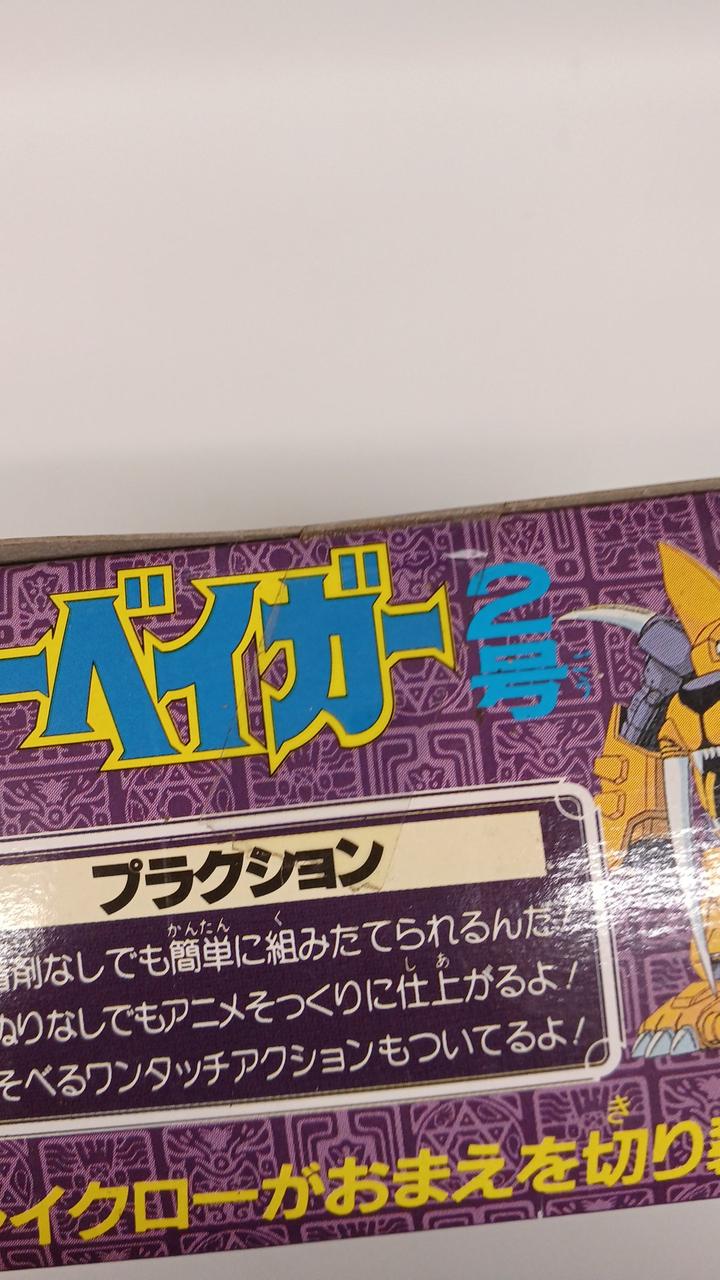 ーベイガー 2号
プラクション
剤なしでも簡単に組みたてられるんだ!
ぬりなしでもアニメそっくりに仕上がるよ!
そべるワンタッチアクションもついてるよ!
イクローがおまえを切り